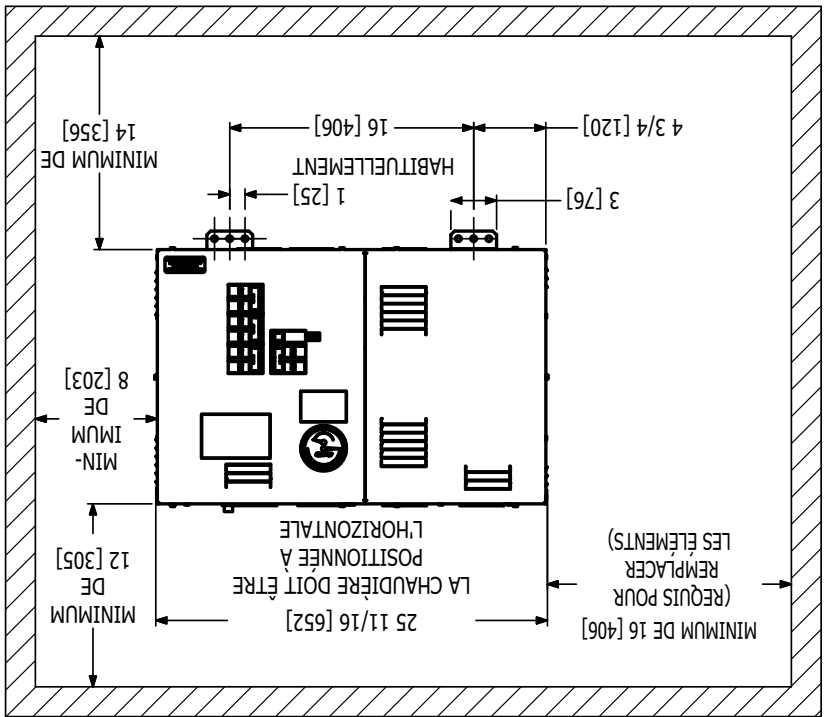 MINIMUM DE 16 [406]
(REQUIS POUR
REMPLACER
LES ÉLÉMENTS)
25 11/16 [652]
LA CHAUDIÈRE DOIT ÊTRE
POSITIONNÉE À
L'HORIZONTALE
MINIMUM
DE
12 [305]
MIN-
IMUM
DE
8 [203]
3 [76]
1 [25]
HABITUELLEMENT
4 3/4 [120]
16 [406]
MINIMUM DE
14 [356]